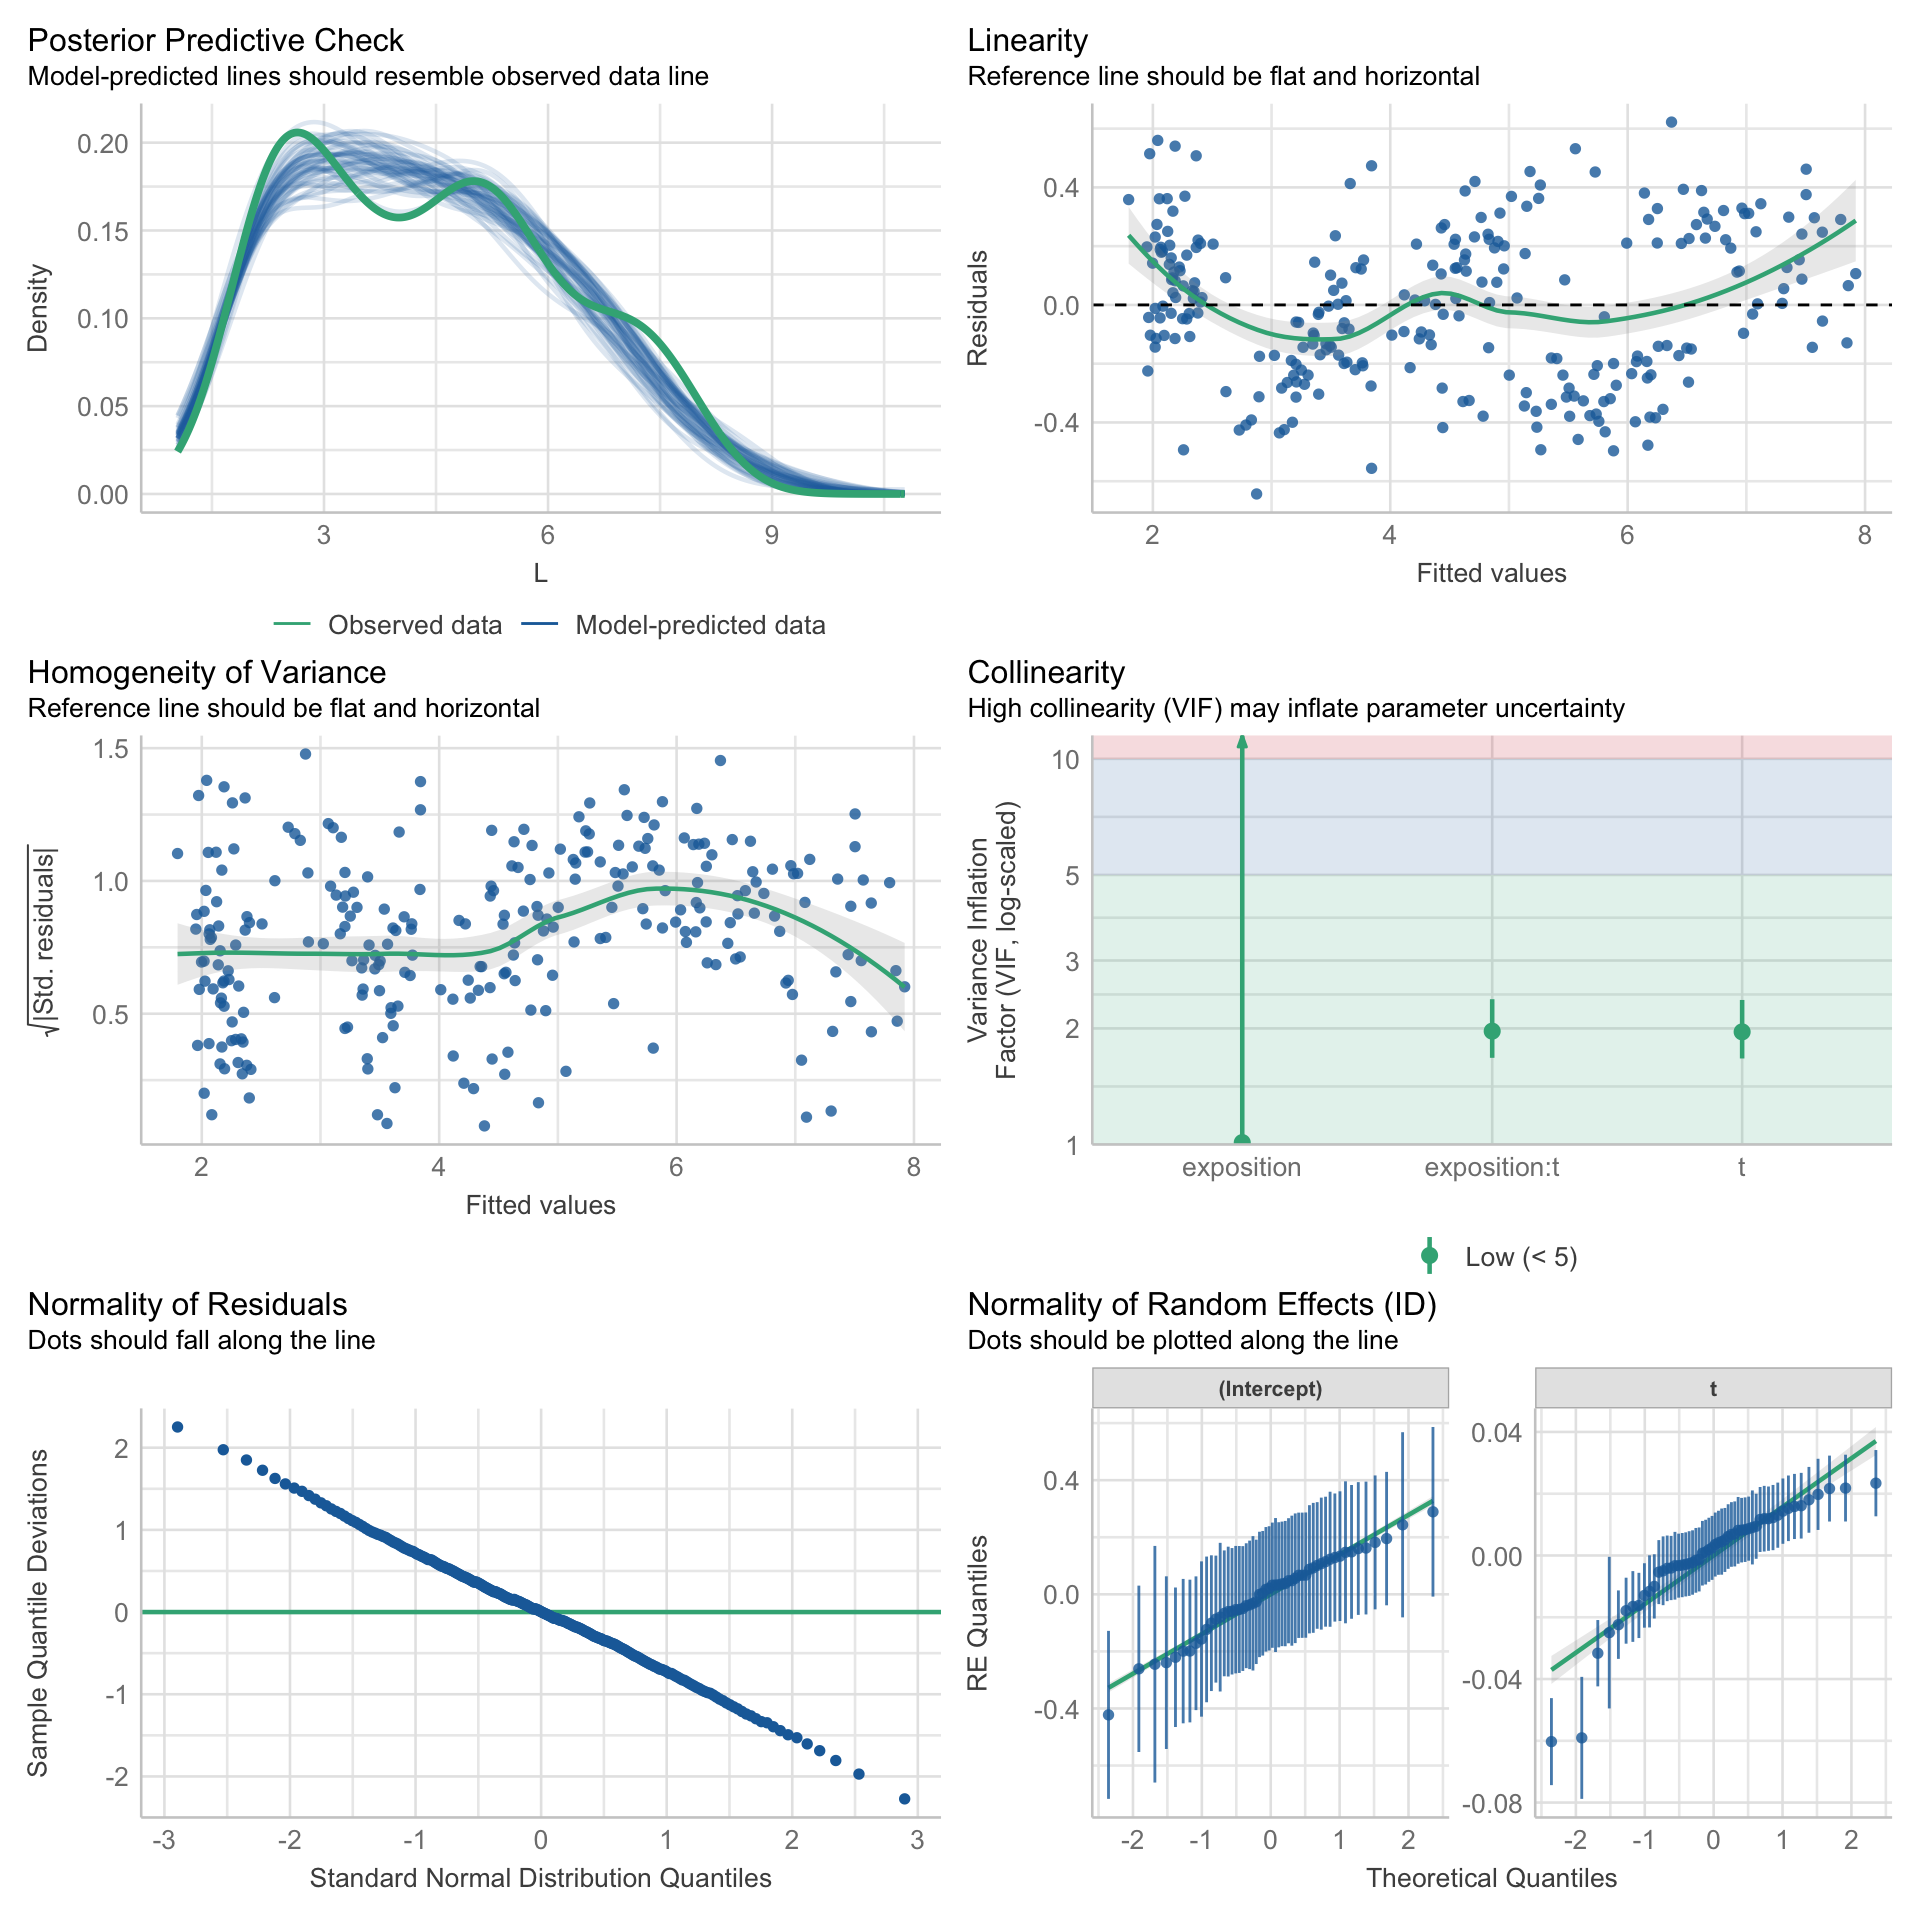 Posterior Predictive Check
Model-predicted lines should resemble observed data line
0.20
0.15
0.10
0.05
0.00
Density
3 6 9
L
Observed data Model-predicted data
Linearity
Reference line should be flat and horizontal
0.4
0.0
-0.4
Residuals
2 4 6 8
Fitted values
Homogeneity of Variance
Reference line should be flat and horizontal
1.5
1.0
0.5
√|Std. residuals|
2 4 6 8
Fitted values
Collinearity
High collinearity (VIF) may inflate parameter uncertainty
10
5
3
2
1
Variance Inflation
Factor (VIF, log-scaled)
exposition exposition:t t
Low (< 5)
Normality of Residuals
Dots should fall along the line
2
1
0
-1
-2
Sample Quantile Deviations
-3 -2 -1 0 1 2 3
Standard Normal Distribution Quantiles
Normality of Random Effects (ID)
Dots should be plotted along the line
(Intercept) t
0.4
0.0
-0.4
RE Quantiles
-2 -1 0 1 2
0.04
0.00
-0.04
-0.08
-2 -1 0 1 2
Theoretical Quantiles